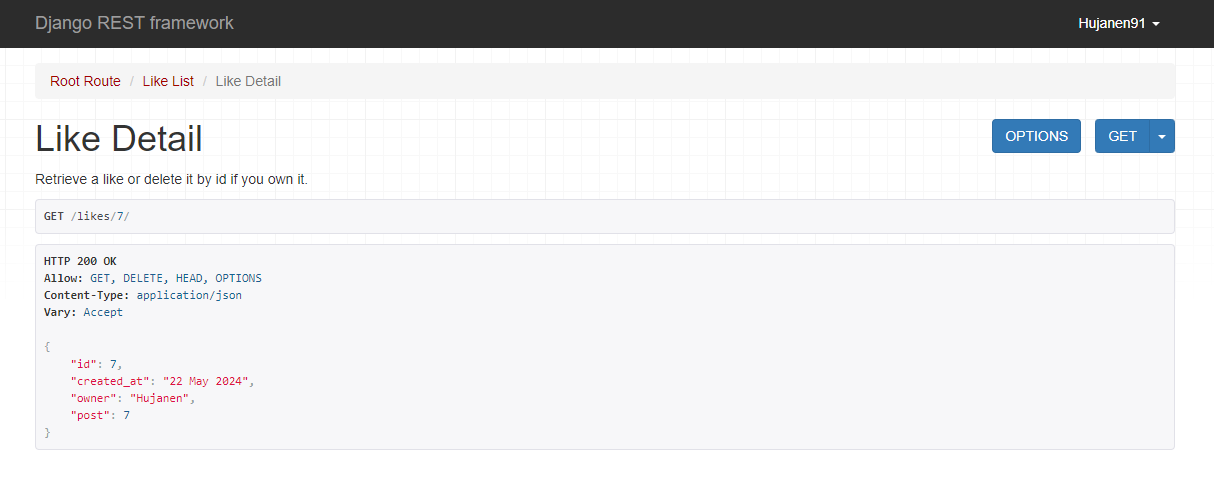 Django REST framework
Hujanen91
Root Route / Like List / Like Detail
Like Detail
OPTIONS
GET
Retrieve a like or delete it by id if you own it.
GET /likes/7/
HTTP 200 OK
Allow: GET, DELETE, HEAD, OPTIONS
Content-Type: application/json
Vary: Accept
{
    "id": 7,
    "created_at": "22 May 2024",
    "owner": "Hujanen",
    "post": 7
}